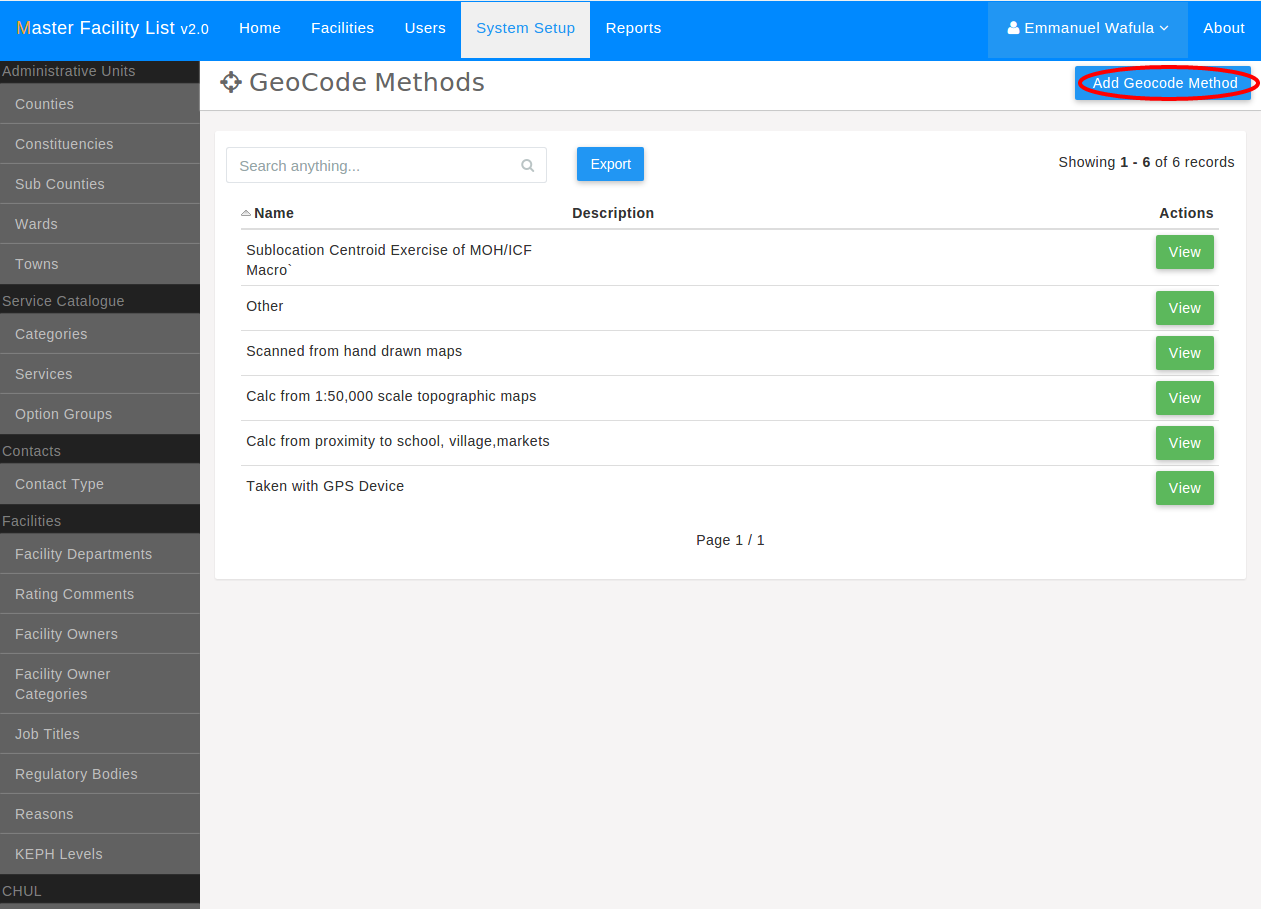 Master Facility List v2.0 Home Facilities Users System Setup Reports Emmanuel Wafula About
Administrative Units
Counties
Constituencies
Sub Counties
Wards
Towns
Service Catalogue
Categories
Services
Option Groups
Contacts
Contact Type
Facilities
Facility Departments
Rating Comments
Facility Owners
Facility Owner
Categories
Job Titles
Regulatory Bodies
Reasons
KEPH Levels
CHUL
GeoCode Methods
Add Geocode Method
Search anything...
Export
Showing 1 - 6 of 6 records
Name Description Actions
Sublocation Centroid Exercise of MOH/ICF
Macro`
View
Other View
Scanned from hand drawn maps View
Calc from 1:50,000 scale topographic maps View
Calc from proximity to school, village,markets View
Taken with GPS Device View
Page 1 / 1